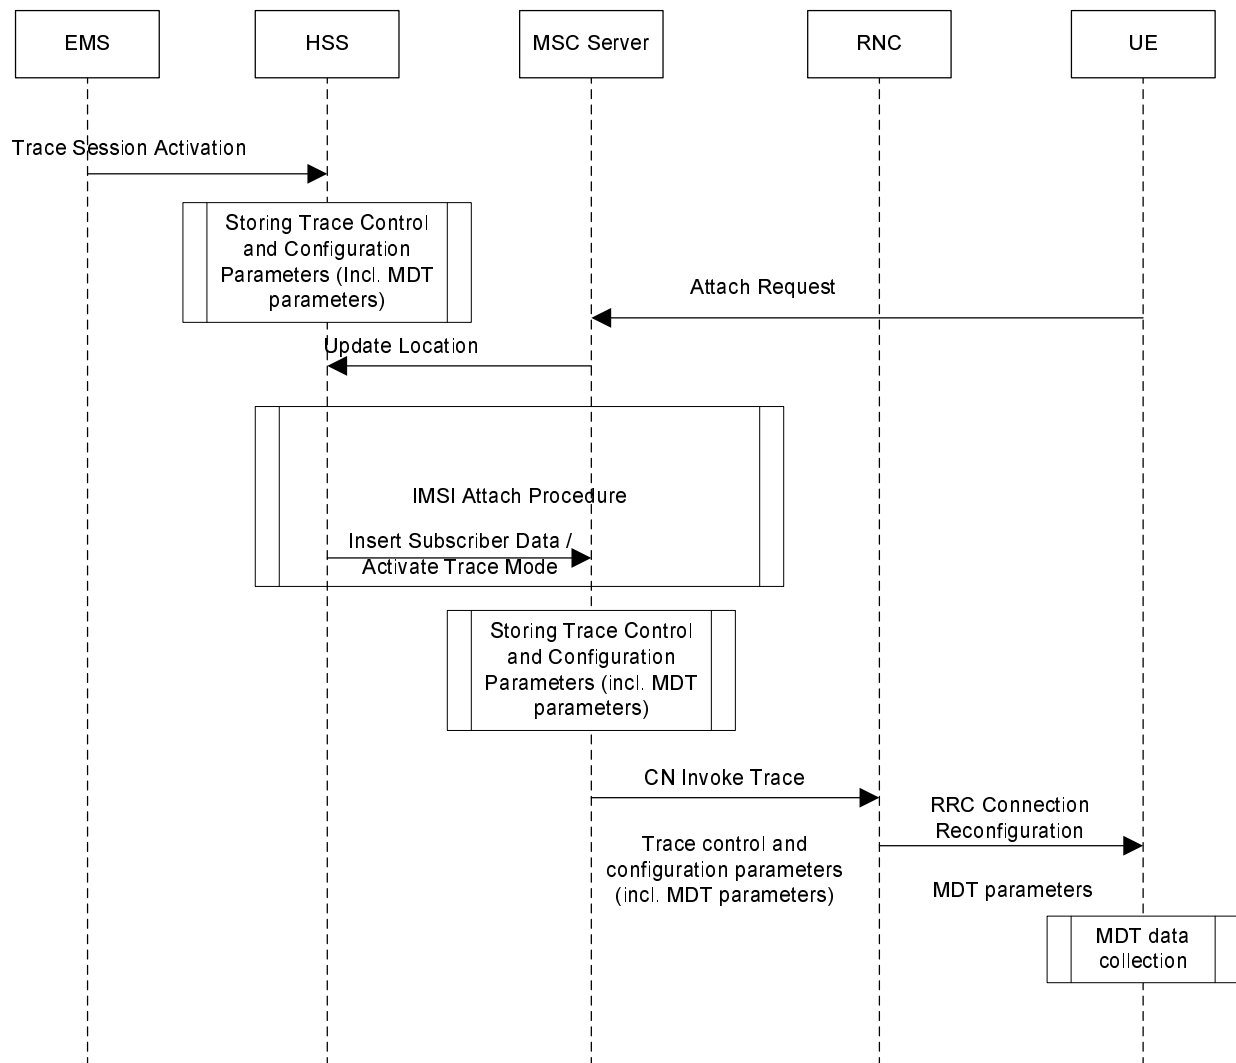 EMS
HSS
MSC Server
RNC
UE
Trace Session Activation
Storing Trace Control
and Configuration
Parameters (Incl. MDT
parameters)
Attach Request
Update Location
IMSI Attach Procedure
Insert Subscriber Data /
Activate Trace Mode
Storing Trace Control
and Configuration
Parameters (incl. MDT
parameters)
CN Invoke Trace
RRC Connection
Reconfiguration
Trace control and
configuration parameters
(incl. MDT parameters)
MDT parameters
MDT data
collection